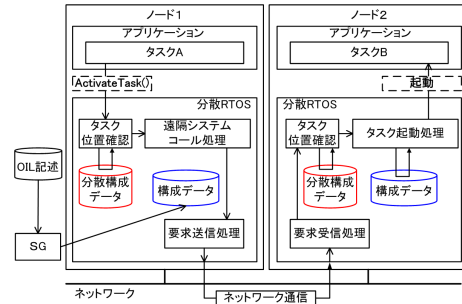 ノード1
アプリケーション
タスクA
ActivateTask()
分散RTOS
タスク
位置確認
遠隔システム
コール処理
分散構成
データ
構成データ
OIL記述
SG
要求送信処理
ノード2
アプリケーション
タスクB
起動
分散RTOS
タスク
位置確認
タスク起動処理
分散構成
データ
構成データ
要求受信処理
ネットワーク
ネットワーク通信